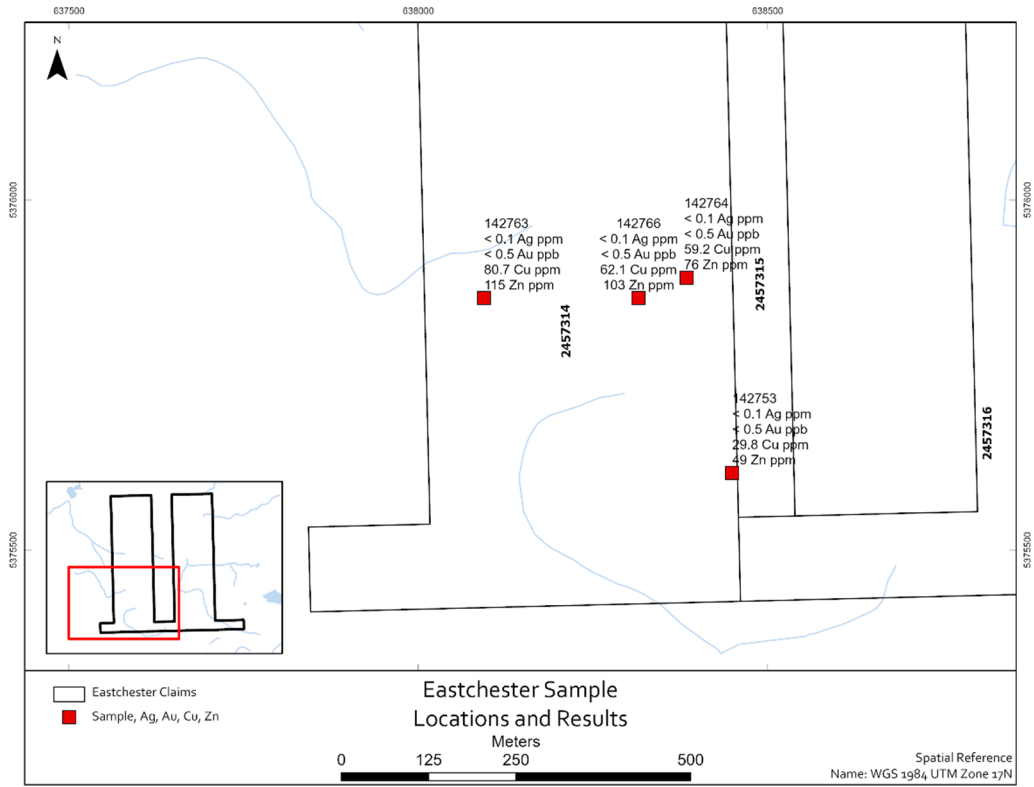 637500
638000
638500
N
5376000
5376000
142764
< 0.1 Ag ppm
< 0.5 Au ppb
59.2 Cu ppm
76 Zn ppm
142763
< 0.1 Ag ppm
< 0.5 Au ppb
80.7 Cu ppm
115 Zn ppm
142766
< 0.1 Ag ppm
< 0.5 Au ppb
62.1 Cu ppm
103 Zn ppm
2457315
2457314
142753
< 0.1 Ag ppm
< 0.5 Au ppb
29.8 Cu ppm
49 Zn ppm
2457316
5375500
5375500
Eastchester Claims
Sample, Ag, Au, Cu, Zn
Eastchester Sample
Locations and Results
Meters
0 125 250 500
Spatial Reference
Name: WGS 1984 UTM Zone 17N